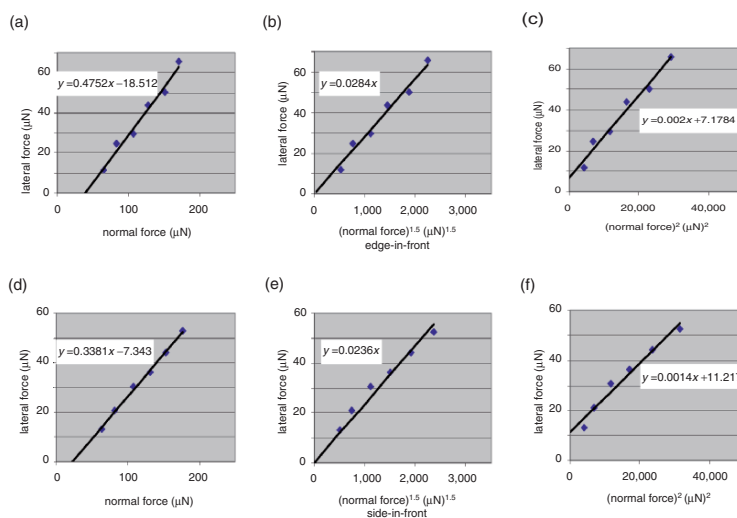 (a)
lateral force (µN)
60
40
20
0
y=0.4752x−18.512
0
100
200
normal force (µN)
(b)
lateral force (µN)
60
40
20
0
y=0.0284x
0
1,000
2,000
3,000
(normal force)^1.5 (µN)^1.5
edge-in-front
(c)
lateral force (µN)
60
40
20
0
y=0.002x+7.1784
0
20,000
40,000
(normal force)² (µN)²
(d)
lateral force (µN)
60
40
20
0
y=0.3381x−7.343
0
100
200
normal force (µN)
(e)
lateral force (µN)
60
40
20
0
y=0.0236x
0
1,000
2,000
3,000
(normal force)^1.5 (µN)^1.5
side-in-front
(f)
lateral force (µN)
60
40
20
0
y=0.0014x+11.217
0
20,000
40,000
(normal force)² (µN)²